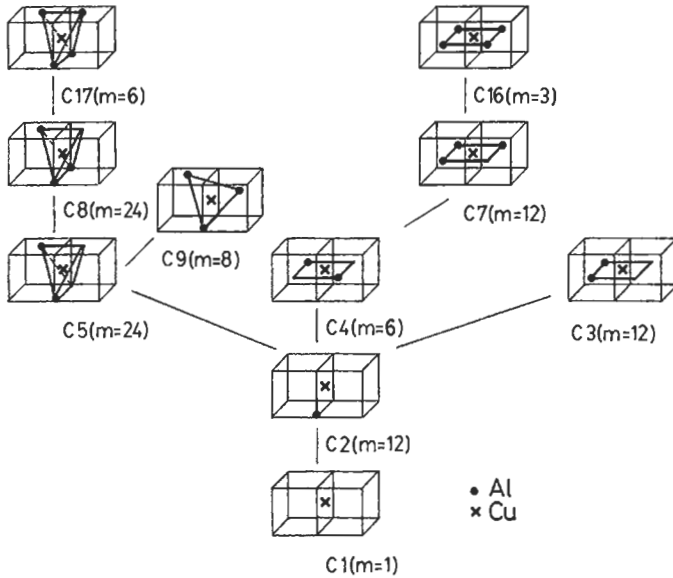 C17(m=6)
C16(m=3)
C8(m=24)
C7(m=12)
C9(m=8)
C5(m=24)
C4(m=6)
C3(m=12)
C2(m=12)
• Al
× Cu
C1(m=1)